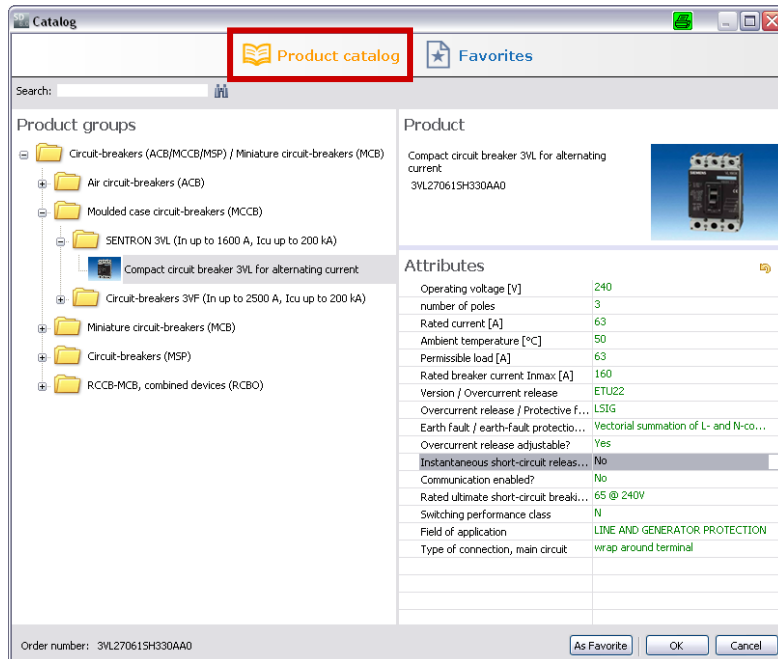 Catalog
Product catalog
Favorites
Search:
Product groups
Circuit-breakers (ACB/MCCB/MSP) / Miniature circuit-breakers (MCB)
Air circuit-breakers (ACB)
Moulded case circuit-breakers (MCCB)
SENTRON 3VL (In up to 1600 A, Icu up to 200 kA)
Compact circuit breaker 3VL for alternating current
Circuit-breakers 3VF (In up to 2500 A, Icu up to 200 kA)
Miniature circuit-breakers (MCB)
Circuit-breakers (MSP)
RCCB-MCB, combined devices (RCBO)
Product
Compact circuit breaker 3VL for alternating
current
3VL27061SH330AA0
SIEMENS
Attributes
Operating voltage [V] 240
number of poles 3
Rated current [A] 63
Ambient temperature [°C] 50
Permissible load [A] 63
Rated breaker current Inmax [A] 160
Version / Overcurrent release ETU22
Overcurrent release / Protective f... LSIG
Earth fault / earth-fault protectio... Vectorial summation of L- and N-co...
Overcurrent release adjustable? Yes
Instantaneous short-circuit releas... No
Communication enabled? No
Rated ultimate short-circuit breaki... 65 @ 240V
Switching performance class N
Field of application LINE AND GENERATOR PROTECTION
Type of connection, main circuit wrap around terminal
Order number: 3VL27061SH330AA0
As Favorite
OK
Cancel